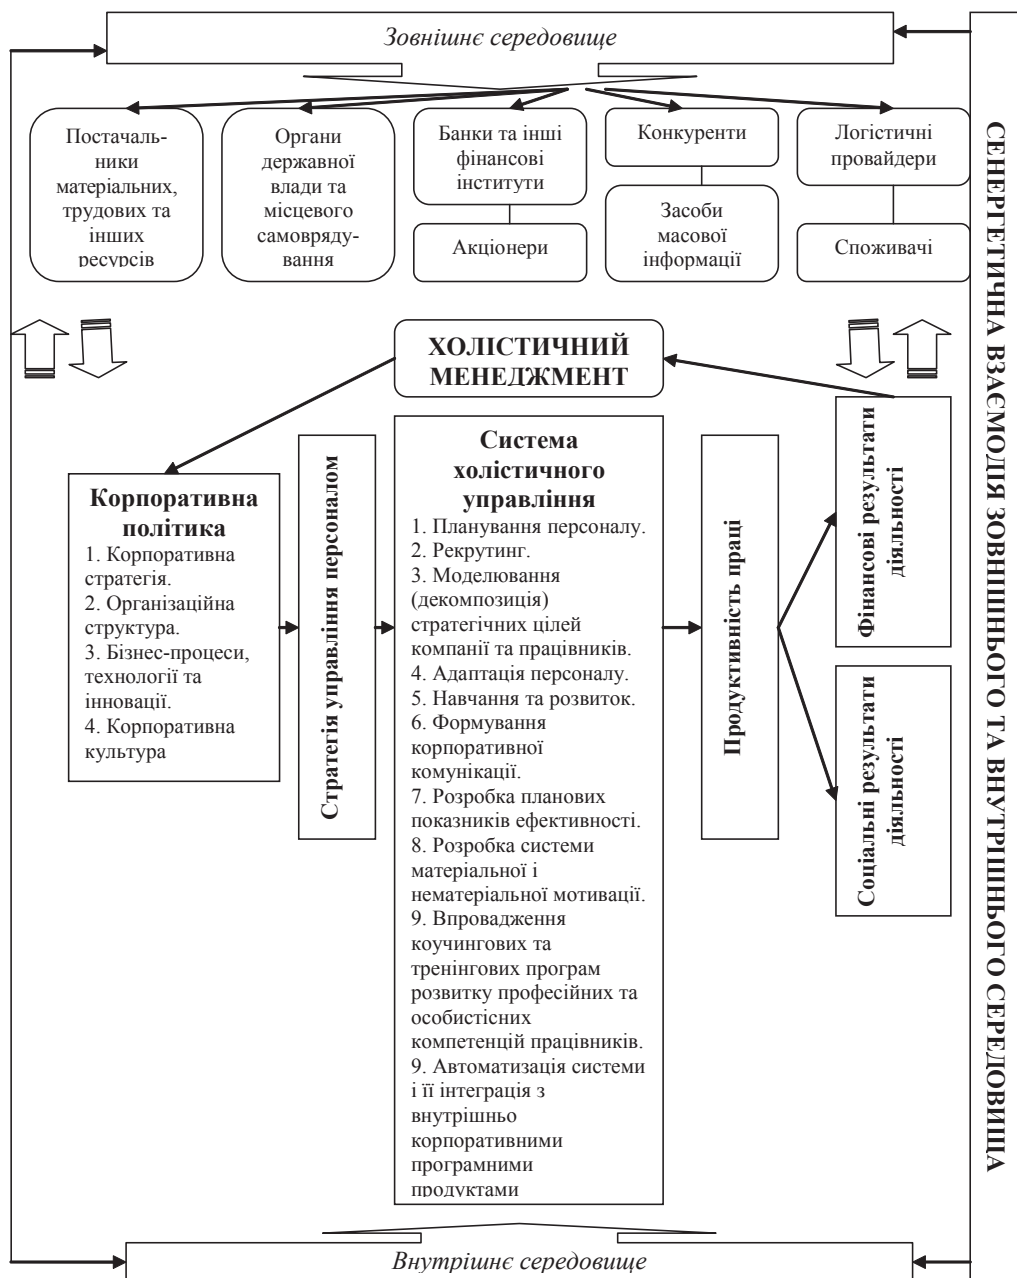 Зовнішнє середовище
Постачаль-
ники
матеріальних,
трудових та
інших
ресурсів
Органи
державної
влади та
місцевого
самовряду-
вання
Банки та інші
фінансові
інститути
Акціонери
Конкуренти
Засоби
масової
інформації
Логістичні
провайдери
Споживачі
ХОЛІСТИЧНИЙ
МЕНЕДЖМЕНТ
Корпоративна
політика
1. Корпоративна
стратегія.
2. Організаційна
структура.
3. Бізнес-процеси,
технології та
інновації.
4. Корпоративна
культура
Стратегія управління персоналом
Система
холістичного
управління
1. Планування персоналу.
2. Рекрутинг.
3. Моделювання
(декомпозиція)
стратегічних цілей
компанії та працівників.
4. Адаптація персоналу.
5. Навчання та розвиток.
6. Формування
корпоративної
комунікації.
7. Розробка планових
показників ефективності.
8. Розробка системи
матеріальної і
нематеріальної мотивації.
9. Впровадження
коучингових та
тренінгових програм
розвитку професійних та
особистісних
компетенцій працівників.
9. Автоматизація системи
і її інтеграція з
внутрішньо
корпоративними
програмними
продуктами
Продуктивність праці
Фінансові результати
діяльності
Соціальні результати
діяльності
СЕНЕРГЕТИЧНА ВЗАЄМОДІЯ ЗОВНІШНЬОГО ТА ВНУТРІШНЬОГО СЕРЕДОВИЩА
Внутрішнє середовище